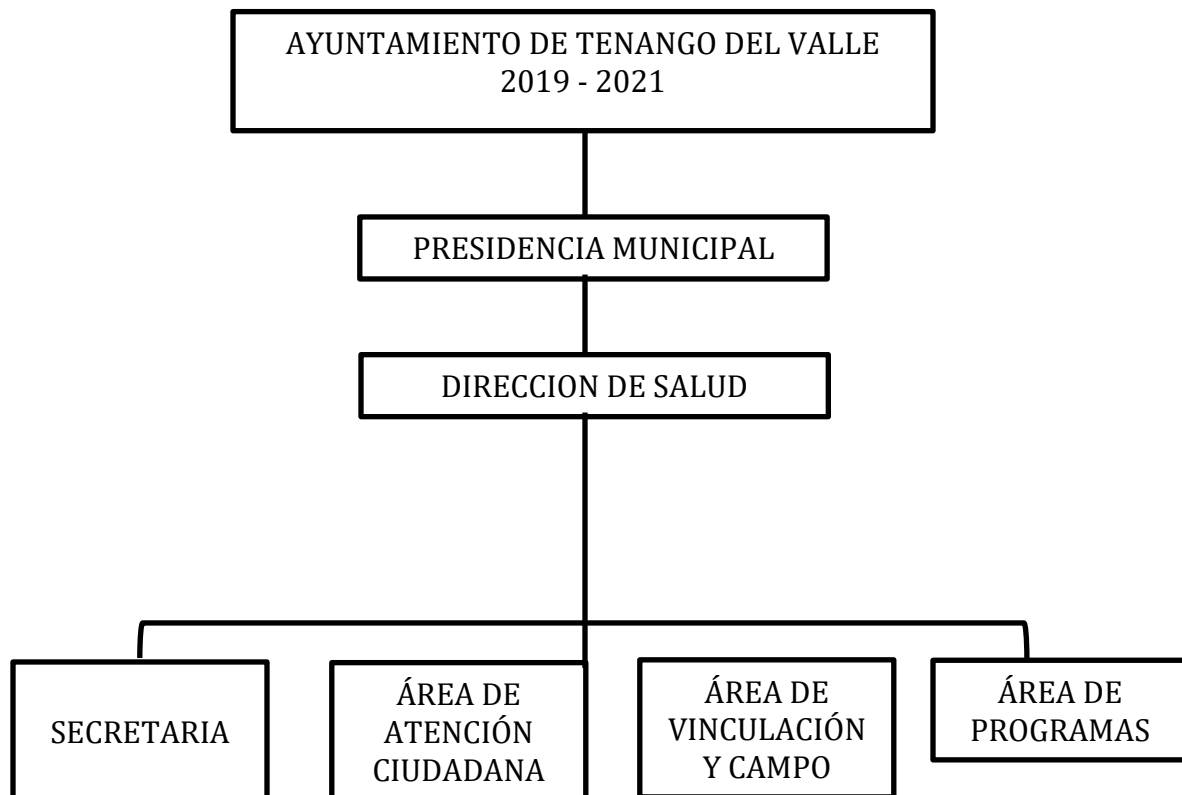 AYUNTAMIENTO DE TENANGO DEL VALLE
2019 - 2021
PRESIDENCIA MUNICIPAL
DIRECCION DE SALUD
SECRETARIA
ÁREA DE
ATENCIÓN
CIUDADANA
ÁREA DE
VINCULACIÓN
Y CAMPO
ÁREA DE
PROGRAMAS